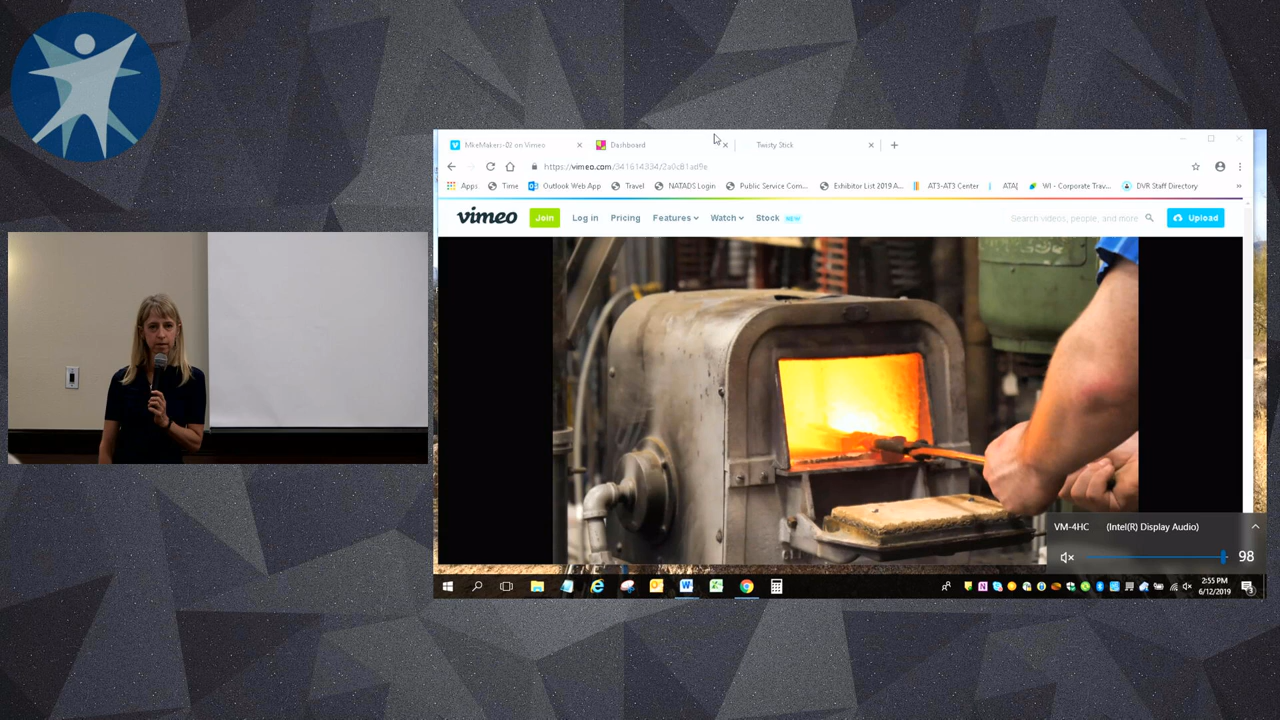 MkeMakers-02 on Vimeo
Dashboard
Twisty Stick
https://vimeo.com/341614334/2a0c81ad9e
Apps Time Outlook Web App Travel NATADS Login Public Service Com... Exhibitor List 2019 A... AT3-AT3 Center ATA[ WI - Corporate Trav... DVR Staff Directory »
vimeo Join Log in Pricing Features Watch Stock NEW Search videos, people, and more Upload
VM-4HC (Intel(R) Display Audio)
98
2:55 PM
6/12/2019